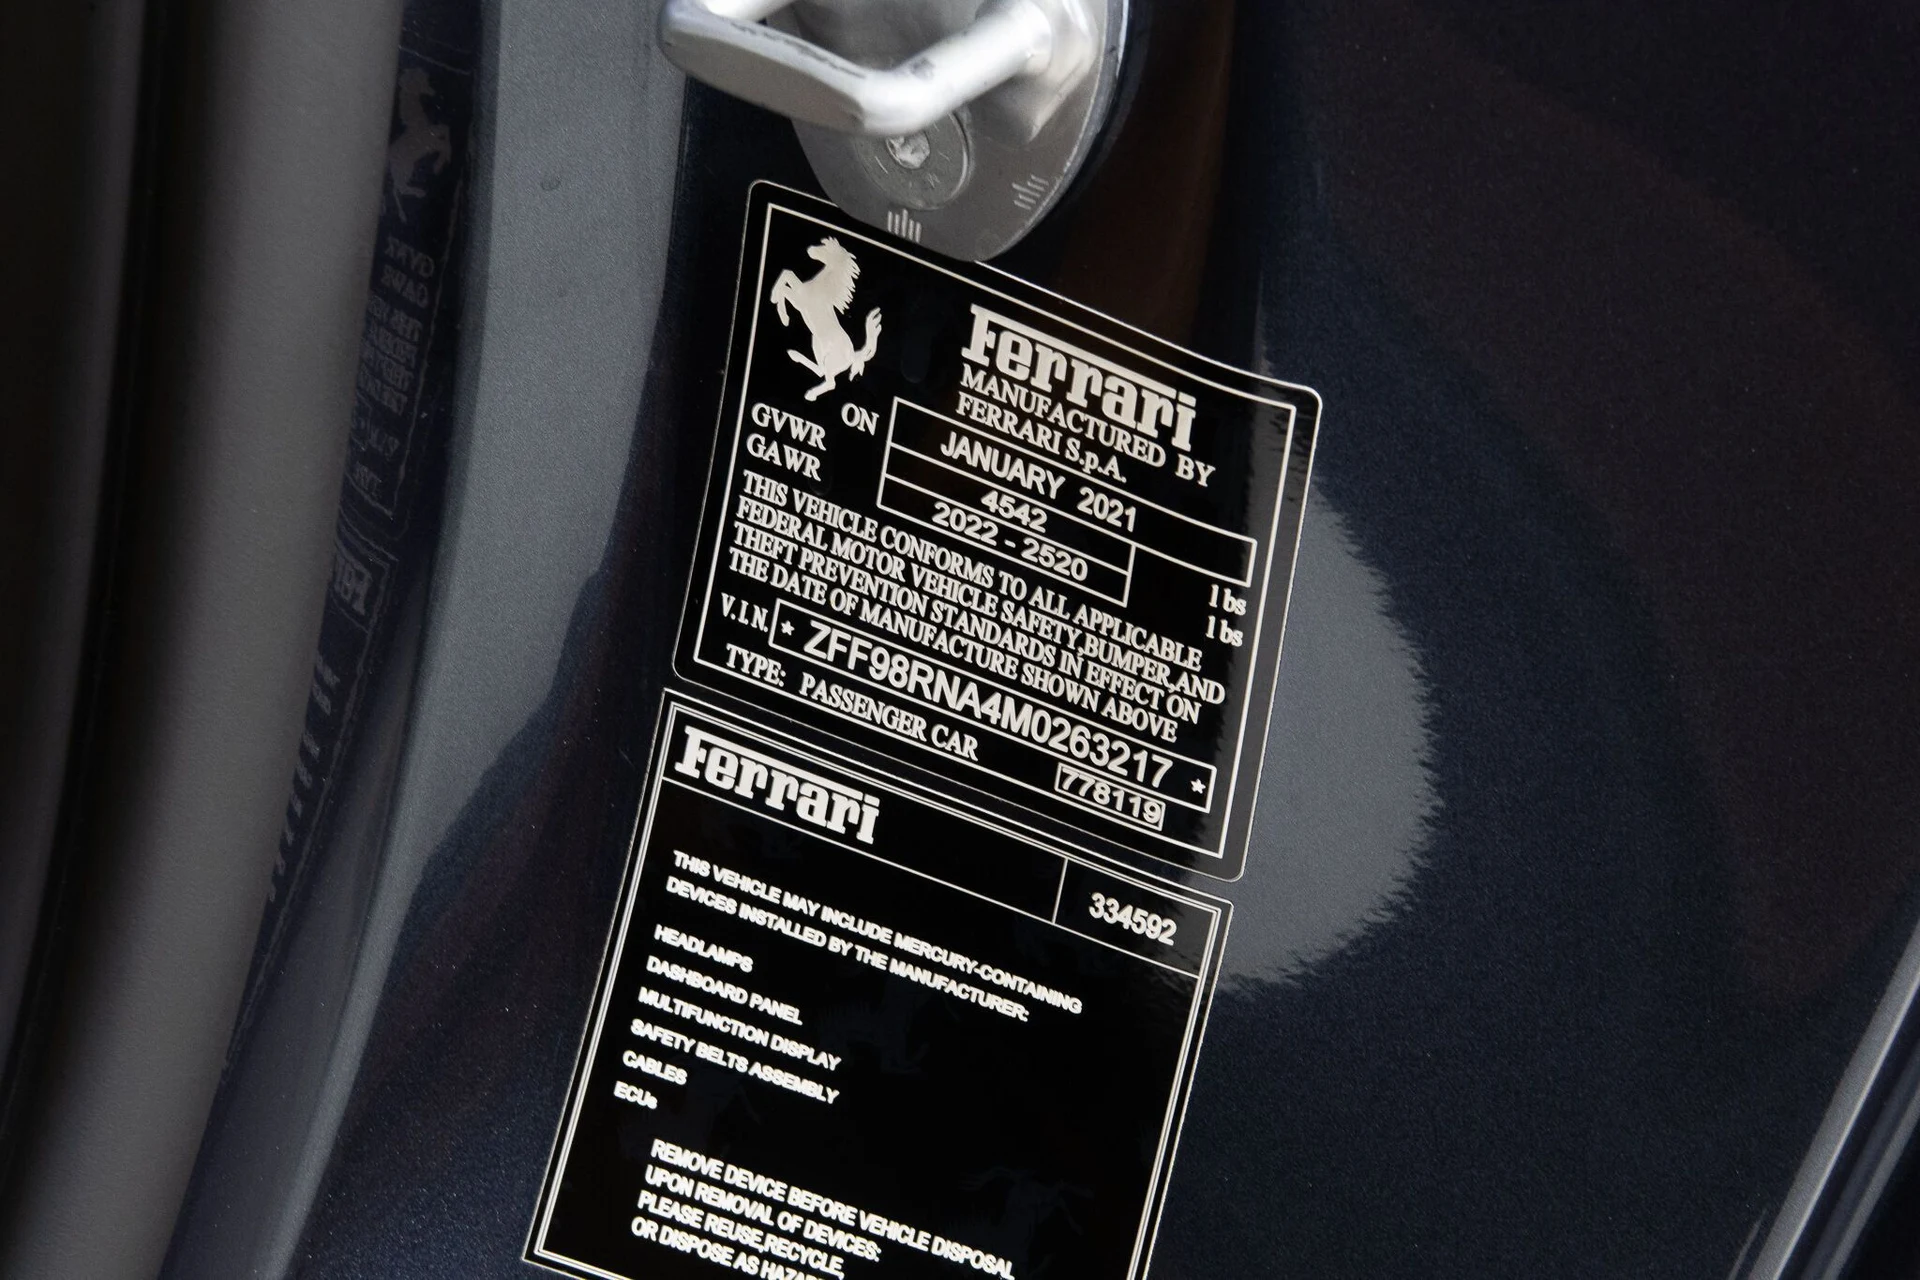 Ferrari
MANUFACTURED BY
FERRARI S.p.A.
ON JANUARY 2021
GVWR 4542 lbs
GAWR 2022 - 2520 lbs
THIS VEHICLE CONFORMS TO ALL APPLICABLE
FEDERAL MOTOR VEHICLE SAFETY,BUMPER,AND
THEFT PREVENTION STANDARDS IN EFFECT ON
THE DATE OF MANUFACTURE SHOWN ABOVE
V.I.N. * ZFF98RNA4M0263217 *
TYPE: PASSENGER CAR
778119
Ferrari
334592
THIS VEHICLE MAY INCLUDE MERCURY-CONTAINING
DEVICES INSTALLED BY THE MANUFACTURER:
HEADLAMPS
DASHBOARD PANEL
MULTIFUNCTION DISPLAY
SAFETY BELTS ASSEMBLY
CABLES
ECUs
REMOVE DEVICE BEFORE VEHICLE DISPOSAL
UPON REMOVAL OF DEVICES:
PLEASE REUSE,RECYCLE,
OR DISPOSE AS